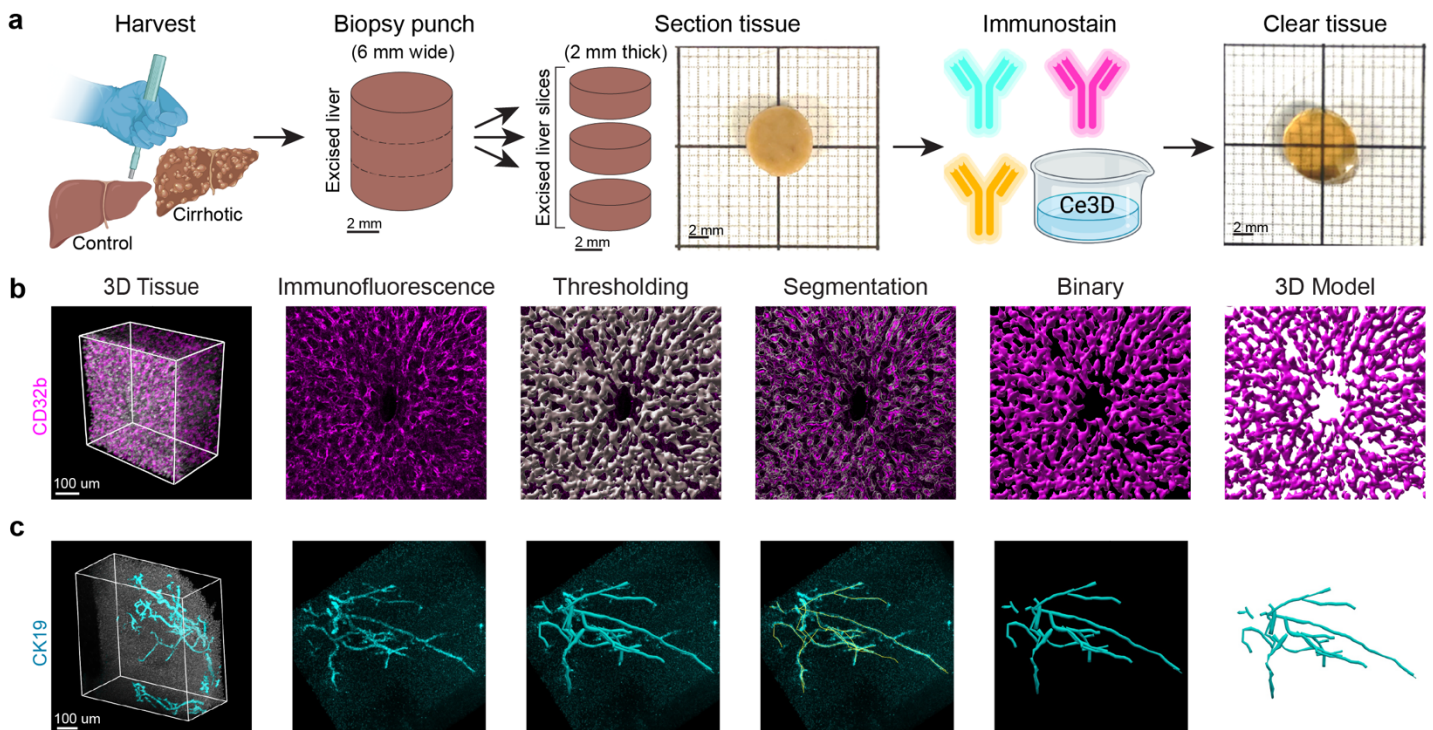 a
Harvest
Biopsy punch
Section tissue
Immunostain
Clear tissue
(6 mm wide)
(2 mm thick)
Excised liver
Excised liver slices
Cirrhotic
Control
Ce3D
2 mm
2 mm
2 mm
2 mm
b
3D Tissue
Immunofluorescence
Thresholding
Segmentation
Binary
3D Model
CD32b
100 um
c
CK19
100 um